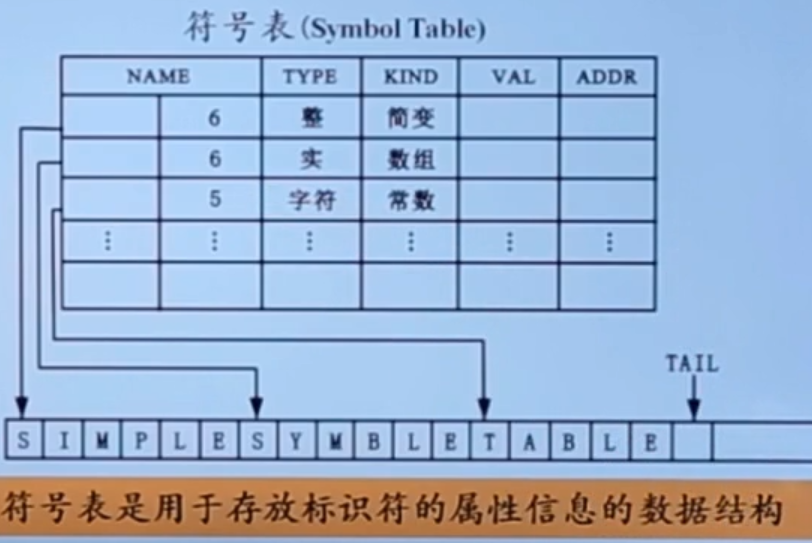 符号表(Symbol Table)
NAME TYPE KIND VAL ADDR
6 整 简变
6 实 数组
5 字符 常数
⋮ ⋮ ⋮ ⋮ ⋮ ⋮
TAIL
S I M P L E S Y M B L E T A B L E
符号表是用于存放标识符的属性信息的数据结构